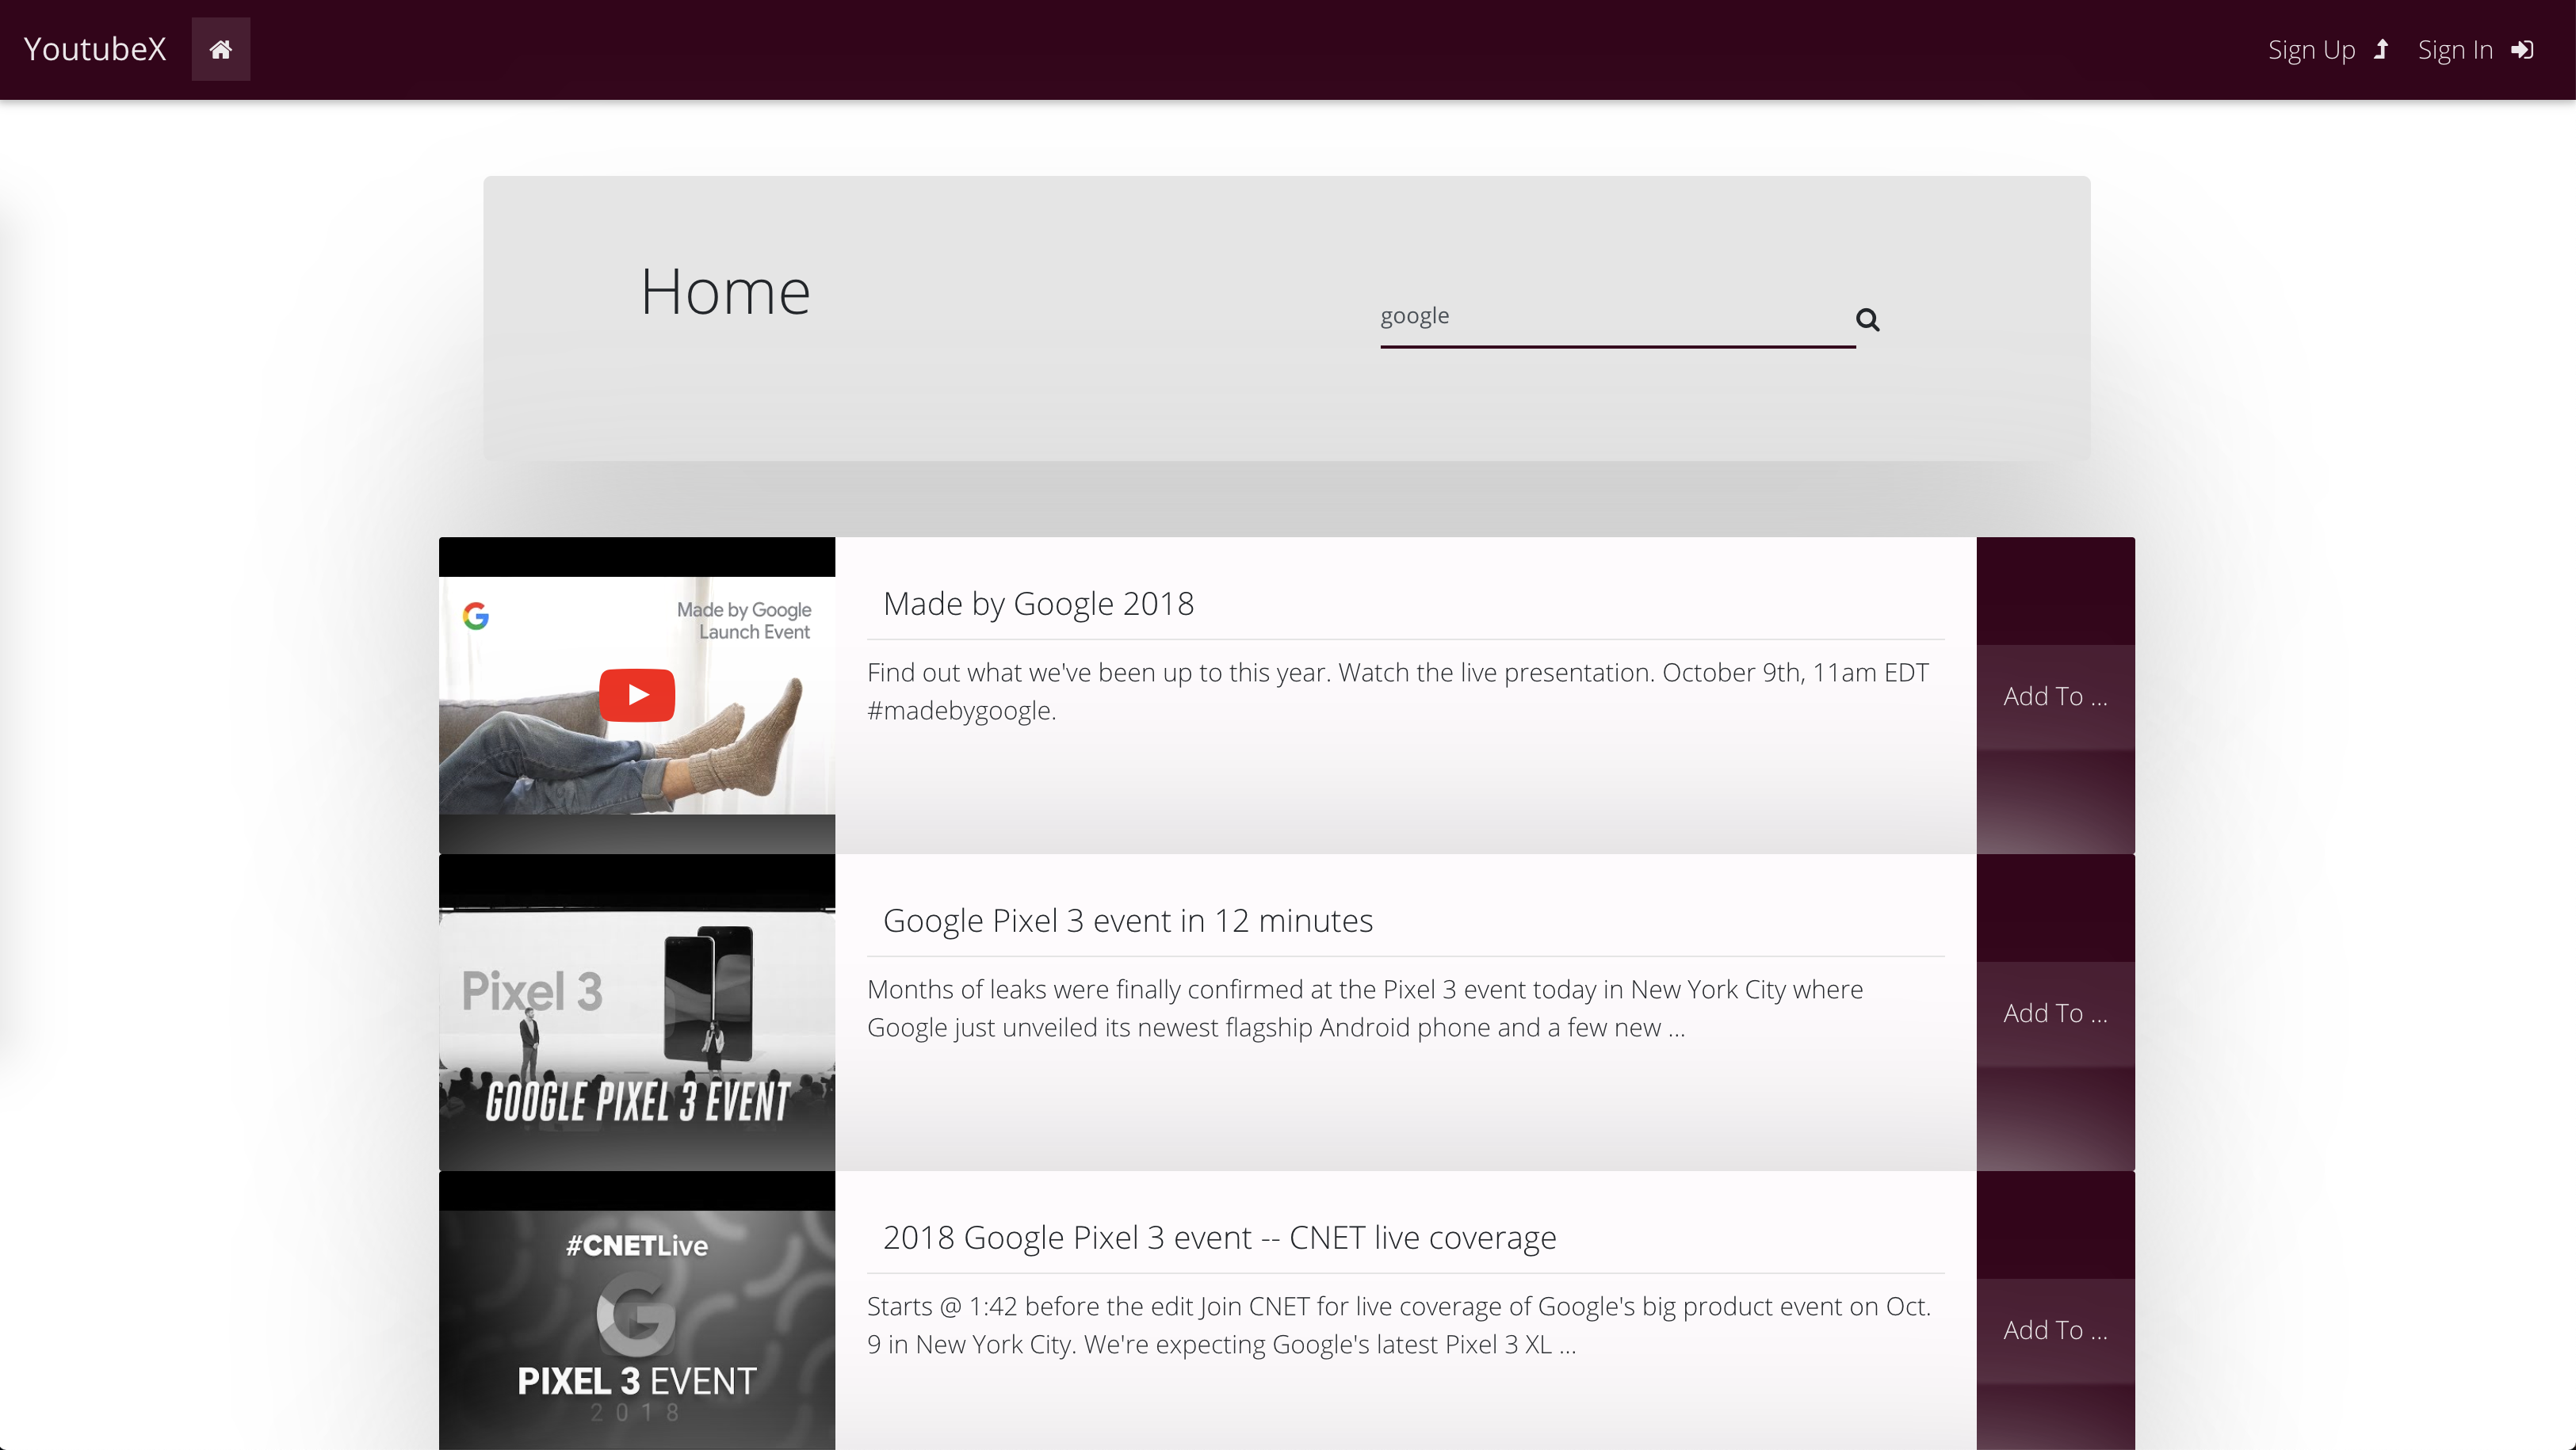 YoutubeX
Sign Up
Sign In
Home
google
Made by Google
Launch Event
Made by Google 2018
Find out what we've been up to this year. Watch the live presentation. October 9th, 11am EDT
#madebygoogle.
Add To ...
Pixel 3
GOOGLE PIXEL 3 EVENT
Google Pixel 3 event in 12 minutes
Months of leaks were finally confirmed at the Pixel 3 event today in New York City where
Google just unveiled its newest flagship Android phone and a few new ...
Add To ...
#CNETLive
G
PIXEL 3 EVENT
2018
2018 Google Pixel 3 event -- CNET live coverage
Starts @ 1:42 before the edit Join CNET for live coverage of Google's big product event on Oct.
9 in New York City. We're expecting Google's latest Pixel 3 XL ...
Add To ...